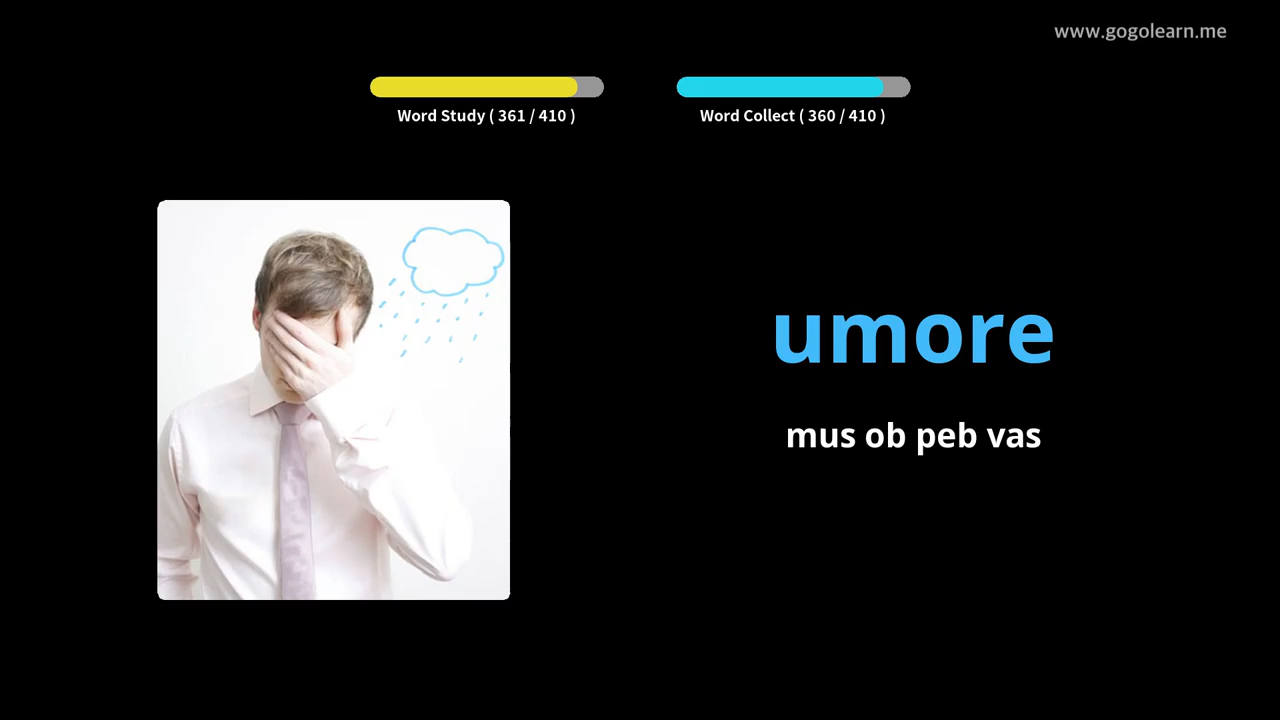 www.gogolearn.me
Word Study ( 361 / 410 )
Word Collect ( 360 / 410 )
umore
mus ob peb vas